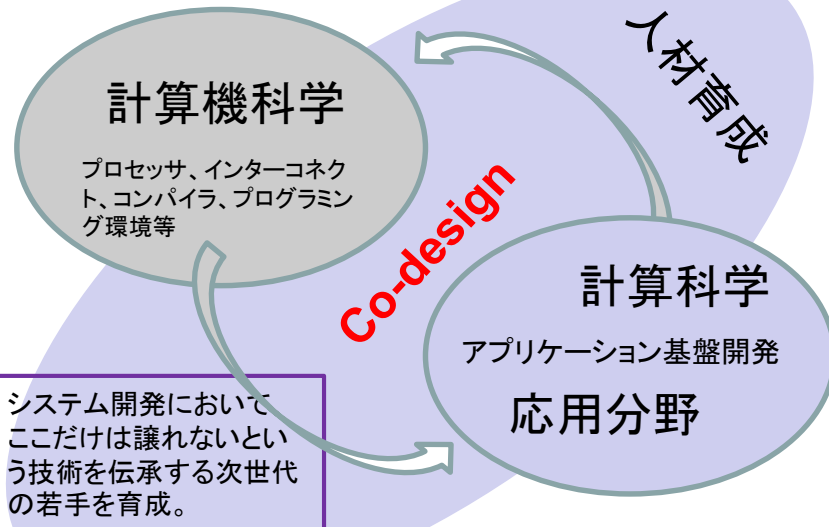 人材育成
計算機科学
プロセッサ、インターコネク
ト、コンパイラ、プログラミン
グ環境等
Co-design
計算科学
アプリケーション基盤開発
応用分野
システム開発において
ここだけは譲れないとい
う技術を伝承する次世代
の若手を育成。